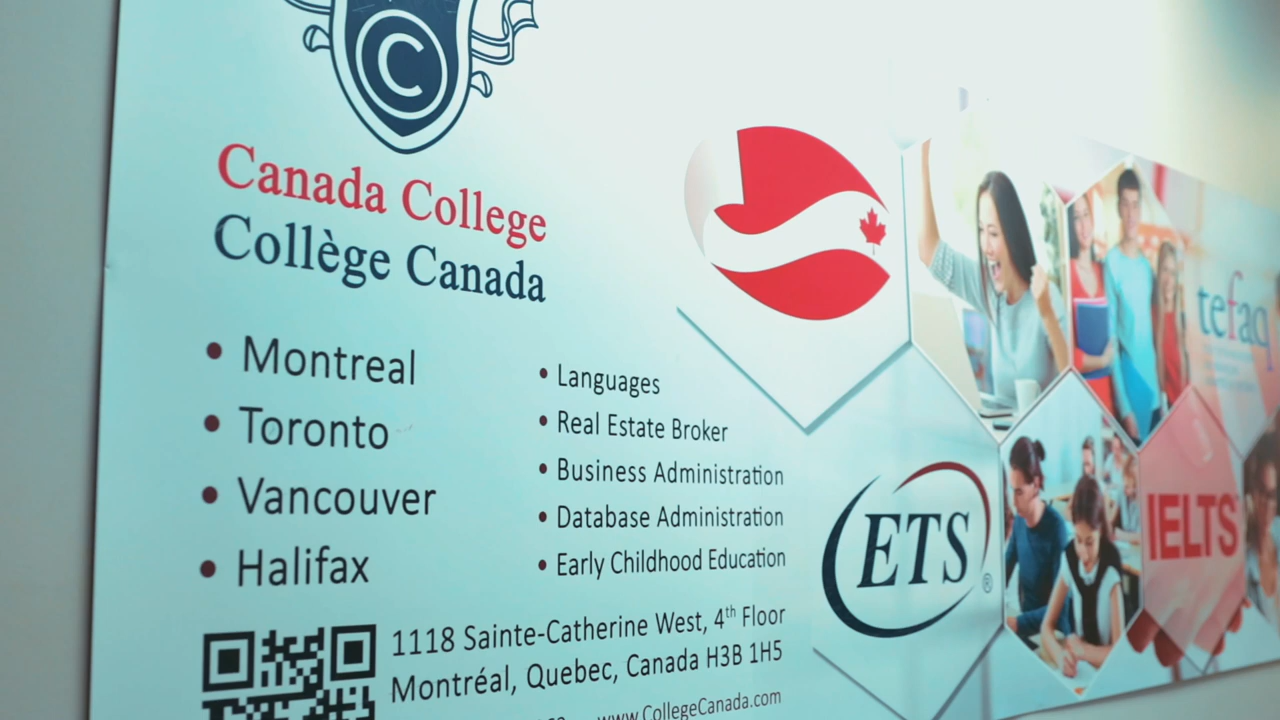 C
Canada College
Collège Canada
• Montreal
• Toronto
• Vancouver
• Halifax
• Languages
• Real Estate Broker
• Business Administration
• Database Administration
• Early Childhood Education
1118 Sainte-Catherine West, 4th Floor
Montréal, Quebec, Canada H3B 1H5
www.CollegeCanada.com
ETS®
tefaq
IELTS